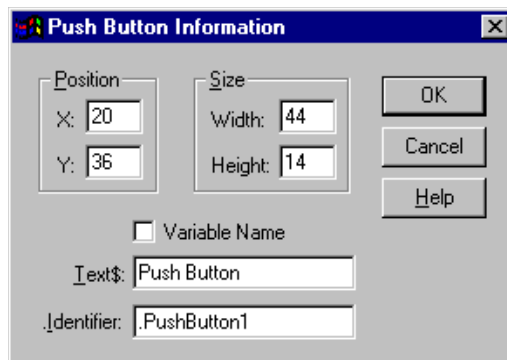 Push Button Information
Position
X: 20
Y: 36
Size
Width: 44
Height: 14
OK
Cancel
Help
Variable Name
Text$: Push Button
.Identifier: .PushButton1